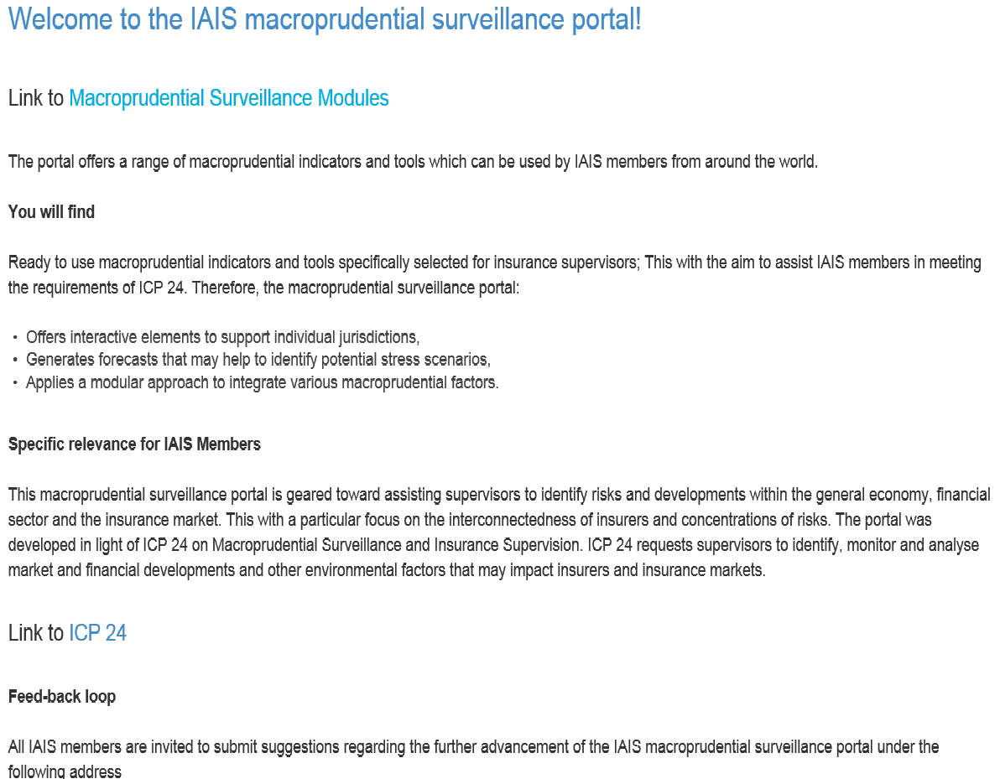 Welcome to the IAIS macroprudential surveillance portal!
Link to Macroprudential Surveillance Modules
The portal offers a range of macroprudential indicators and tools which can be used by IAIS members from around the world.
You will find
Ready to use macroprudential indicators and tools specifically selected for insurance supervisors; This with the aim to assist IAIS members in meeting
the requirements of ICP 24. Therefore, the macroprudential surveillance portal:
• Offers interactive elements to support individual jurisdictions,
• Generates forecasts that may help to identify potential stress scenarios,
• Applies a modular approach to integrate various macroprudential factors.
Specific relevance for IAIS Members
This macroprudential surveillance portal is geared toward assisting supervisors to identify risks and developments within the general economy, financial
sector and the insurance market. This with a particular focus on the interconnectedness of insurers and concentrations of risks. The portal was
developed in light of ICP 24 on Macroprudential Surveillance and Insurance Supervision. ICP 24 requests supervisors to identify, monitor and analyse
market and financial developments and other environmental factors that may impact insurers and insurance markets.
Link to ICP 24
Feed-back loop
All IAIS members are invited to submit suggestions regarding the further advancement of the IAIS macroprudential surveillance portal under the
following address